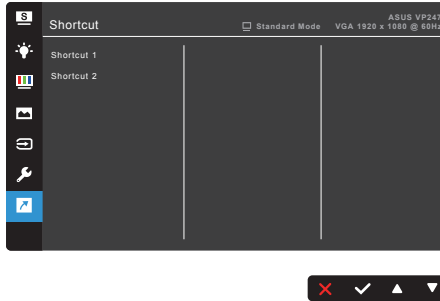 S
Shortcut
Standard Mode
ASUS VP247
VGA 1920 x 1080 @ 60Hz
Shortcut 1
Shortcut 2